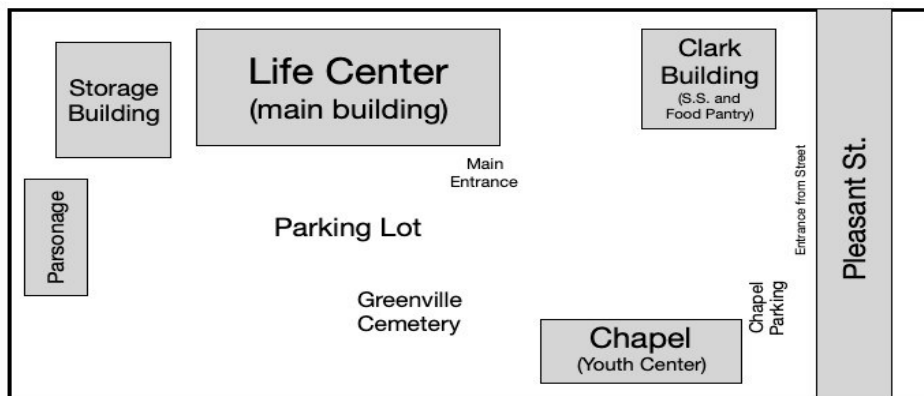 Storage
Building
Life Center
(main building)
Clark
Building
(S.S. and
Food Pantry)
Main
Entrance
Entrance from Street
Pleasant St.
Parsonage
Parking Lot
Greenville
Cemetery
Chapel
Parking
Chapel
(Youth Center)